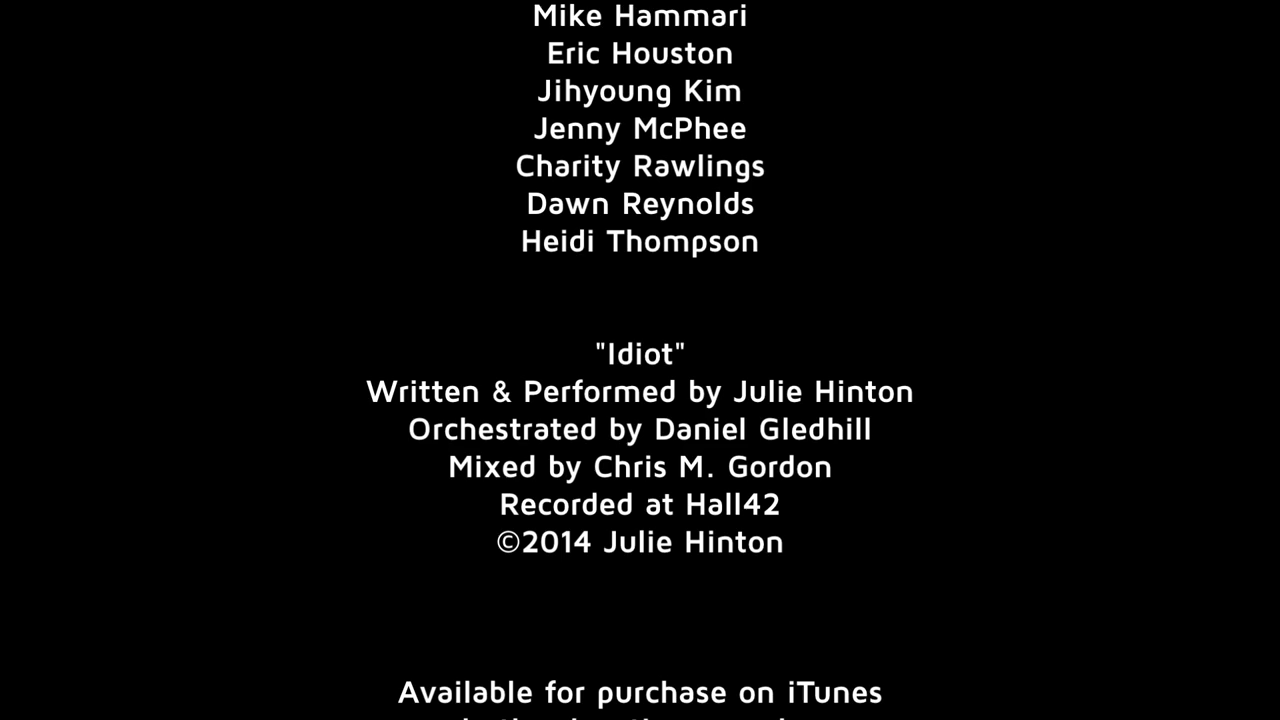 Mike Hammari
Eric Houston
Jihyoung Kim
Jenny McPhee
Charity Rawlings
Dawn Reynolds
Heidi Thompson
"Idiot"
Written & Performed by Julie Hinton
Orchestrated by Daniel Gledhill
Mixed by Chris M. Gordon
Recorded at Hall42
©2014 Julie Hinton
Available for purchase on iTunes